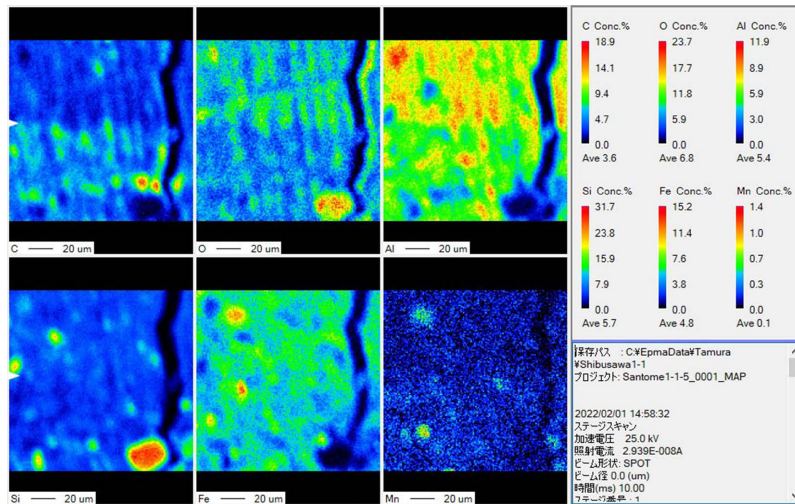 C Conc.% O Conc.% Al Conc.%
18.9 23.7 11.9
14.1 17.7 8.9
9.4 11.8 5.9
4.7 5.9 3.0
0.0 0.0 0.0
Ave 3.6 Ave 6.8 Ave 5.4
C 20 um O 20 um Al 20 um
Si Conc.% Fe Conc.% Mn Conc.%
31.7 15.2 1.4
23.8 11.4 1.0
15.9 7.6 0.7
7.9 3.8 0.3
0.0 0.0 0.0
Ave 5.7 Ave 4.8 Ave 0.1
保存パス : C:¥EpmaData¥Tamura
¥Shibusawa1-1
プロジェクト: Santome1-1-5_0001_MAP
2022/02/01 14:58:32
ステージスキャン
加速電圧 25.0 kV
照射電流 2.939E-008A
ビーム形状: SPOT
ビーム径 0.0 (um)
時間(ms) 10.00
ステージ番号 : 1
Si 20 um Fe 20 um Mn 20 um